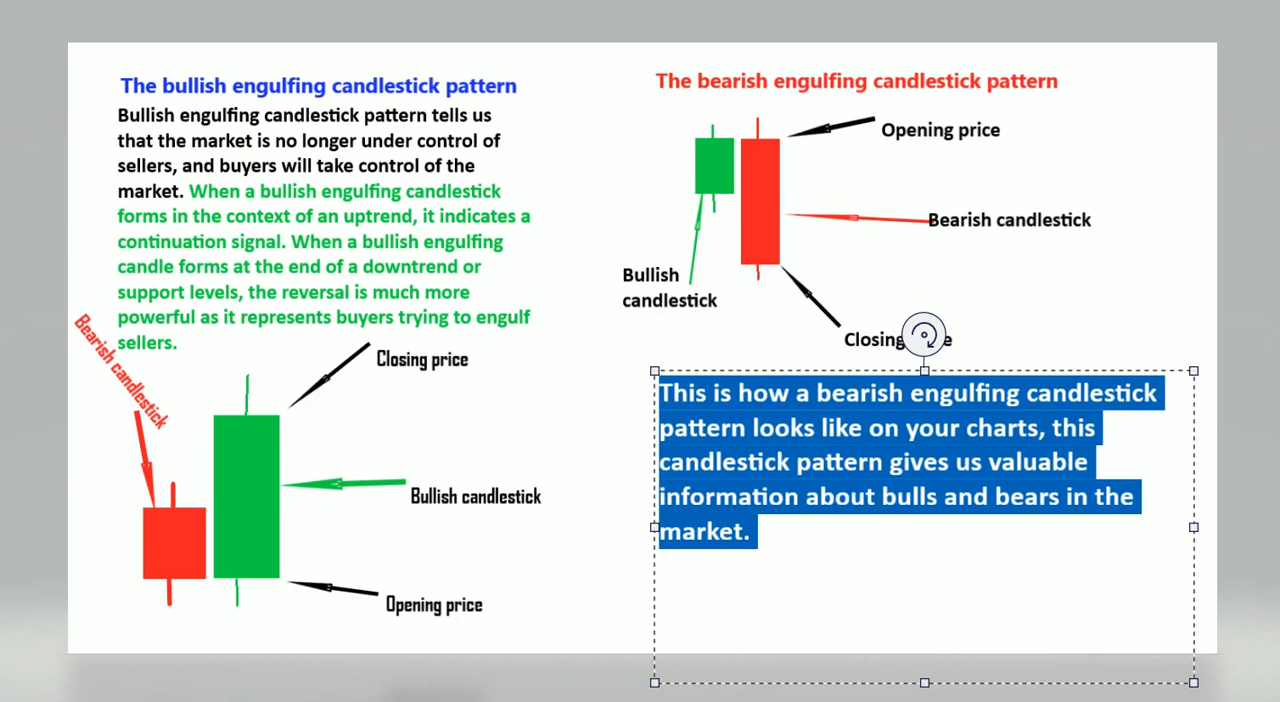 The bullish engulfing candlestick pattern
Bullish engulfing candlestick pattern tells us
that the market is no longer under control of
sellers, and buyers will take control of the
market. When a bullish engulfing candlestick
forms in the context of an uptrend, it indicates a
continuation signal. When a bullish engulfing
candle forms at the end of a downtrend or
support levels, the reversal is much more
powerful as it represents buyers trying to engulf
sellers.
Bearish candlestick
Closing price
Bullish candlestick
Opening price
The bearish engulfing candlestick pattern
Opening price
Bearish candlestick
Bullish
candlestick
Closing
This is how a bearish engulfing candlestick
pattern looks like on your charts, this
candlestick pattern gives us valuable
information about bulls and bears in the
market.